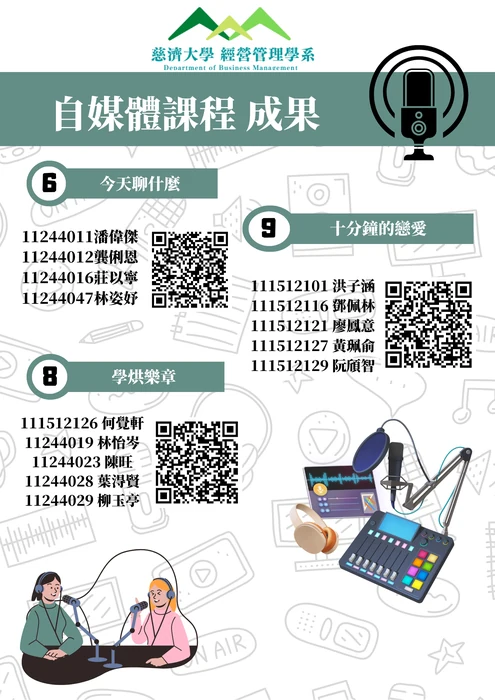 慈濟大學 經營管理學系
Department of Business Management
自媒體課程 成果
6 今天聊什麼
11244011潘偉傑
11244012龔俐恩
11244016莊以寧
11244047林姿妤
9 十分鐘的戀愛
111512101 洪子涵
111512116 鄧佩林
111512121 廖鳳意
111512127 黃珮俞
111512129 阮頎智
8 學烘樂章
111512126 何覺軒
11244019 林怡岑
11244023 陳旺
11244028 葉淂賢
11244029 柳玉亭
ON AIR
ON AIR